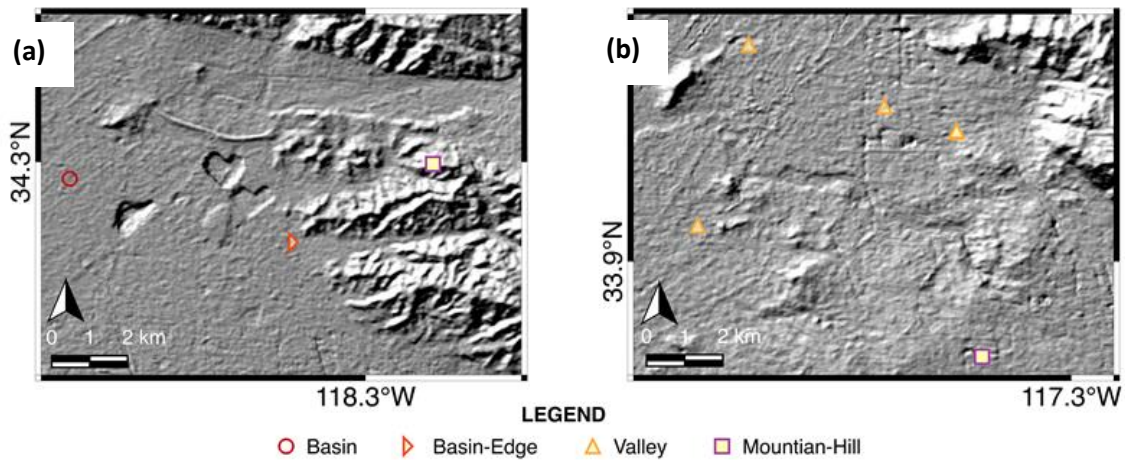 (a)
(b)
34.3°N
33.9°N
0 1 2 km
0 1 2 km
118.3°W
117.3°W
LEGEND
Basin
Basin-Edge
Valley
Mountian-Hill